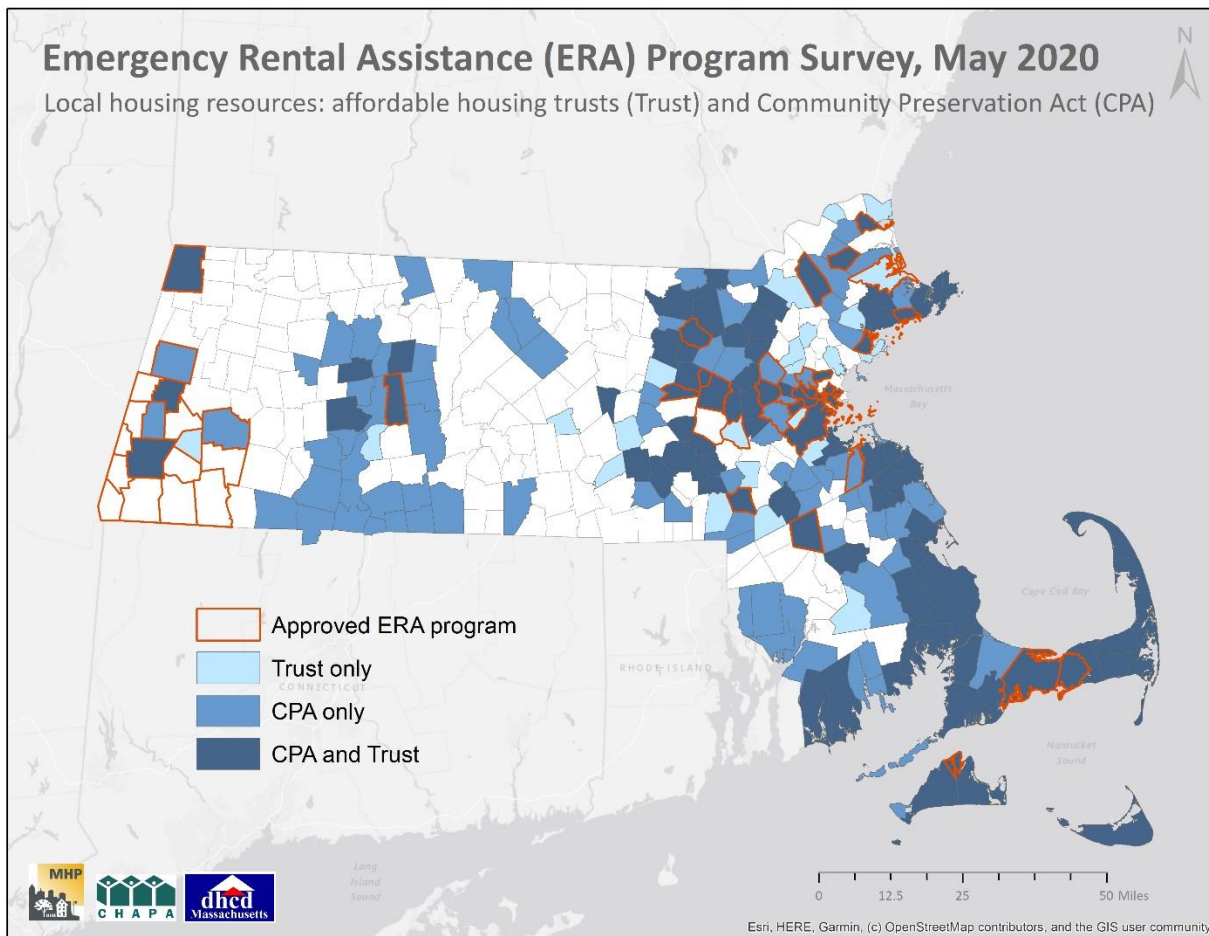 Emergency Rental Assistance (ERA) Program Survey, May 2020
Local housing resources: affordable housing trusts (Trust) and Community Preservation Act (CPA)
N
Massachusetts
Bay
Cape Cod Bay
Approved ERA program
Trust only
RHODE ISLAND
CONNECTICUT
CPA only
CPA and Trust
Nantucket
Sound
Long
Island
Sound
MHP
CHAPA
dhcd
Massachusetts
0 12.5 25 50 Miles
Esri, HERE, Garmin, (c) OpenStreetMap contributors, and the GIS user community